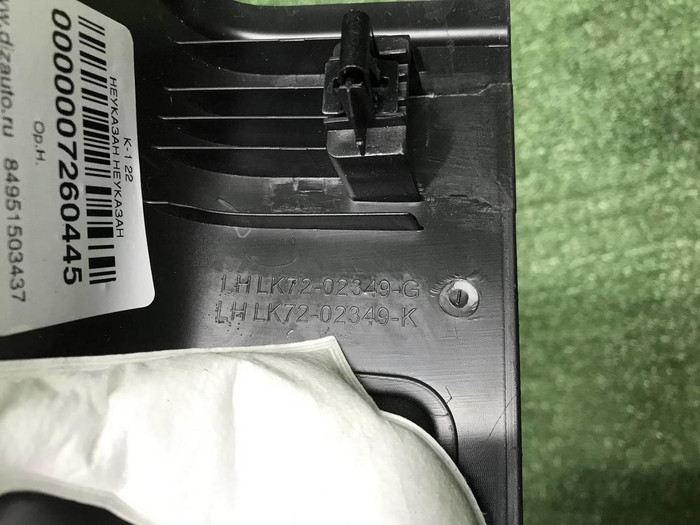 www.dizauto.ru 84951503437
Ор.Н.
0000007260445
НЕУКАЗАН НЕУКАЗАН
К-1 22
LH LK72-02349-G
LH LK72-02349-K